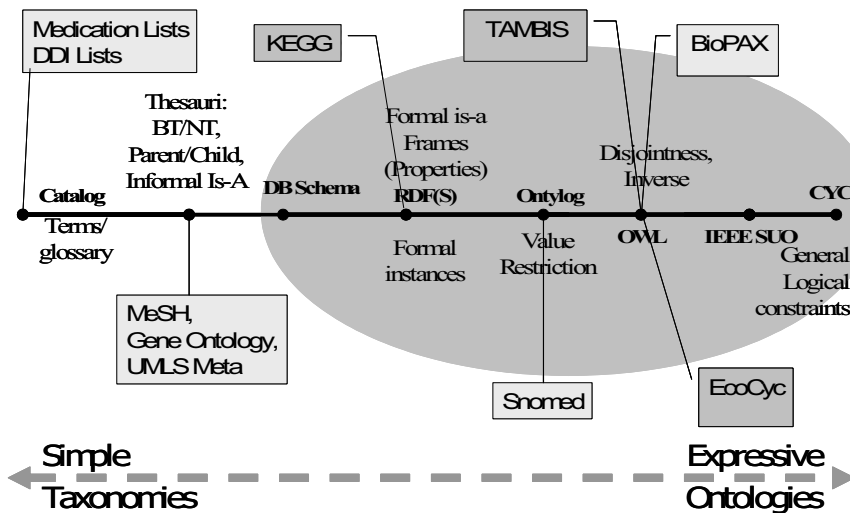 Medication Lists
DDI Lists
KEGG
TAMBIS
BioPAX
Thesauri:
BT/NT,
Parent/Child,
Informal Is-A
Formal is-a
Frames
(Properties)
Disjointness,
Inverse
Catalog
DB Schema
RDF(S)
Ontylog
CYC
Terms/
glossary
Formal
instances
Value
Restriction
OWL
IEEE SUO
General
Logical
constraints
MeSH,
Gene Ontology,
UMLS Meta
Snomed
EcoCyc
Simple
Taxonomies
Expressive
Ontologies